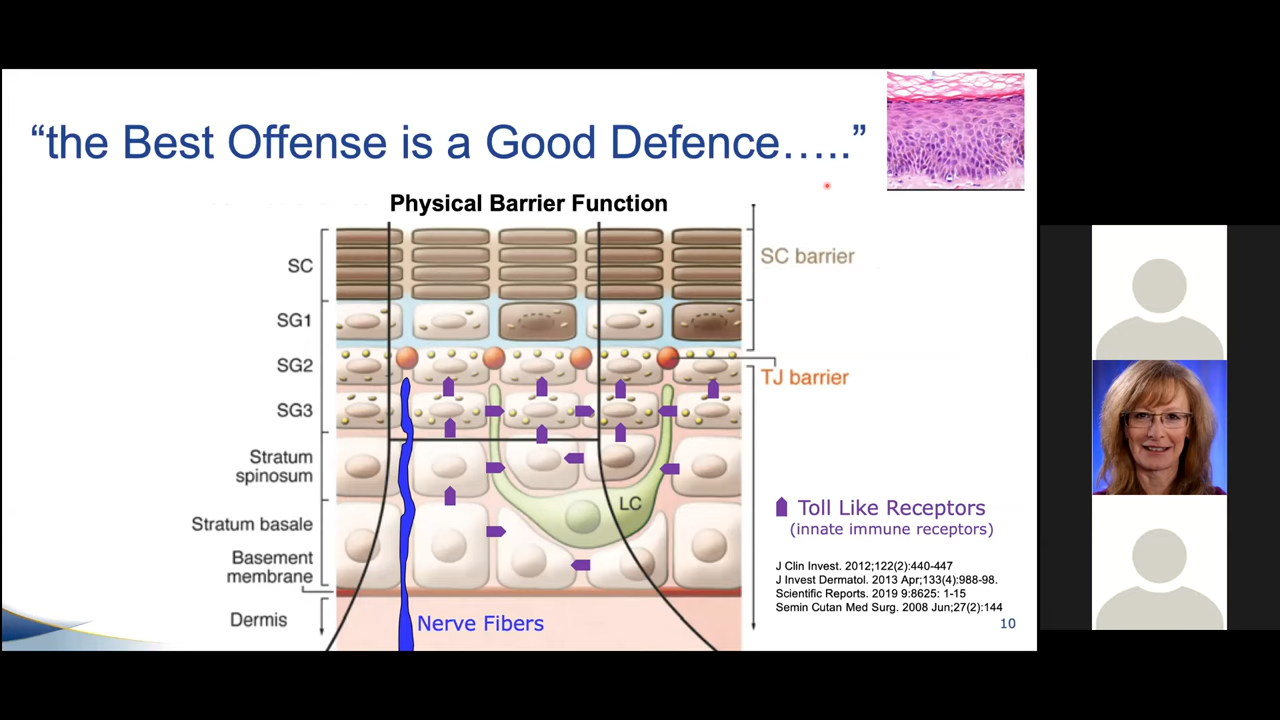 “the Best Offense is a Good Defence…..”
Physical Barrier Function
SC
SG1
SG2
SG3
Stratum
spinosum
Stratum basale
Basement
membrane
Dermis
SC barrier
TJ barrier
LC
Toll Like Receptors
(innate immune receptors)
J Clin Invest. 2012;122(2):440-447
J Invest Dermatol. 2013 Apr;133(4):988-98.
Scientific Reports. 2019 9:8625: 1-15
Semin Cutan Med Surg. 2008 Jun;27(2):144
Nerve Fibers
10